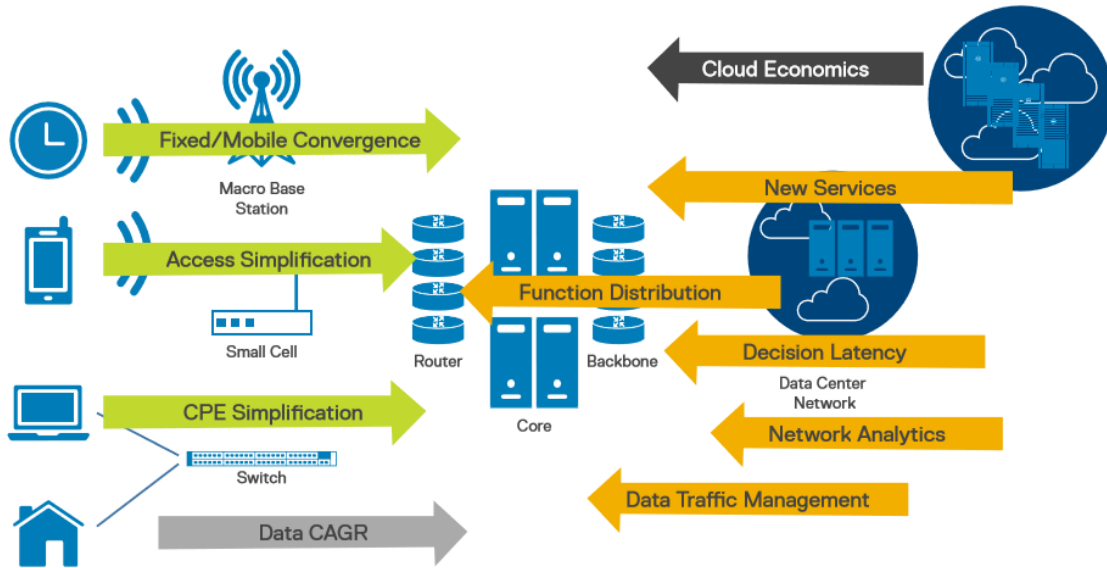 Cloud Economics
Fixed/Mobile Convergence
Macro Base
Station
New Services
Access Simplification
Function Distribution
Small Cell
Router
Backbone
Decision Latency
Data Center
Network
CPE Simplification
Core
Network Analytics
Switch
Data Traffic Management
Data CAGR